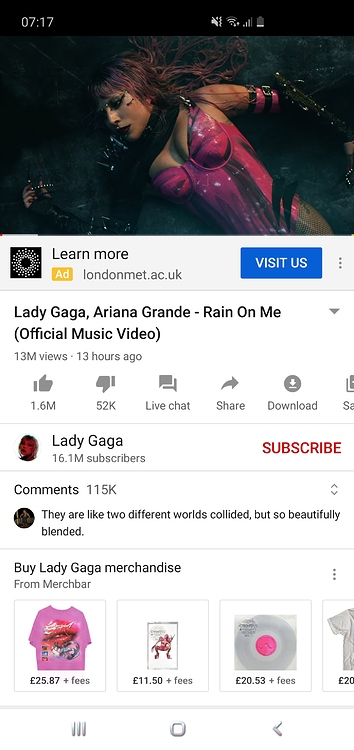 07:17
Learn more
Ad londonmet.ac.uk
VISIT US
Lady Gaga, Ariana Grande - Rain On Me
(Official Music Video)
13M views · 13 hours ago
1.6M
52K
Live chat
Share
Download
Sa
Lady Gaga
16.1M subscribers
SUBSCRIBE
Comments 115K
They are like two different worlds collided, but so beautifully
blended.
Buy Lady Gaga merchandise
From Merchbar
£25.87 + fees
£11.50 + fees
£20.53 + fees
£20